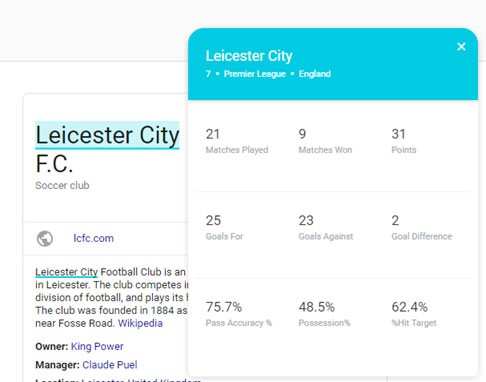 Leicester City
F.C.
Soccer club
lcfc.com
Leicester City Football Club is an
in Leicester. The club competes i
division of football, and plays its
The club was founded in 1884 as
near Fosse Road. Wikipedia
Owner: King Power
Manager: Claude Puel
Location: Leicester, United Kingdom
Leicester City
7 • Premier League • England
×
21 9 31
Matches Played Matches Won Points
25 23 2
Goals For Goals Against Goal Difference
75.7% 48.5% 62.4%
Pass Accuracy % Possession% %Hit Target